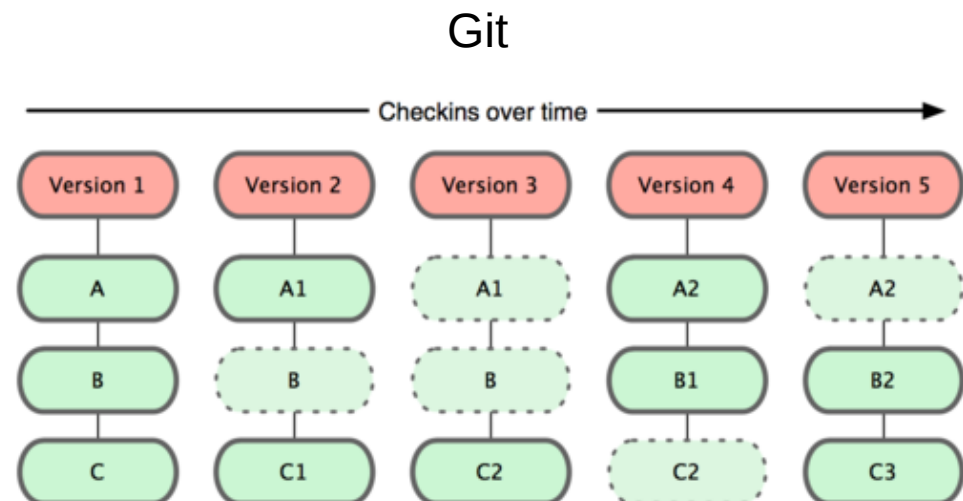 Git
Checkins over time
Version 1 Version 2 Version 3 Version 4 Version 5
A A1 A1 A2 A2
B B B B1 B2
C C1 C2 C2 C3